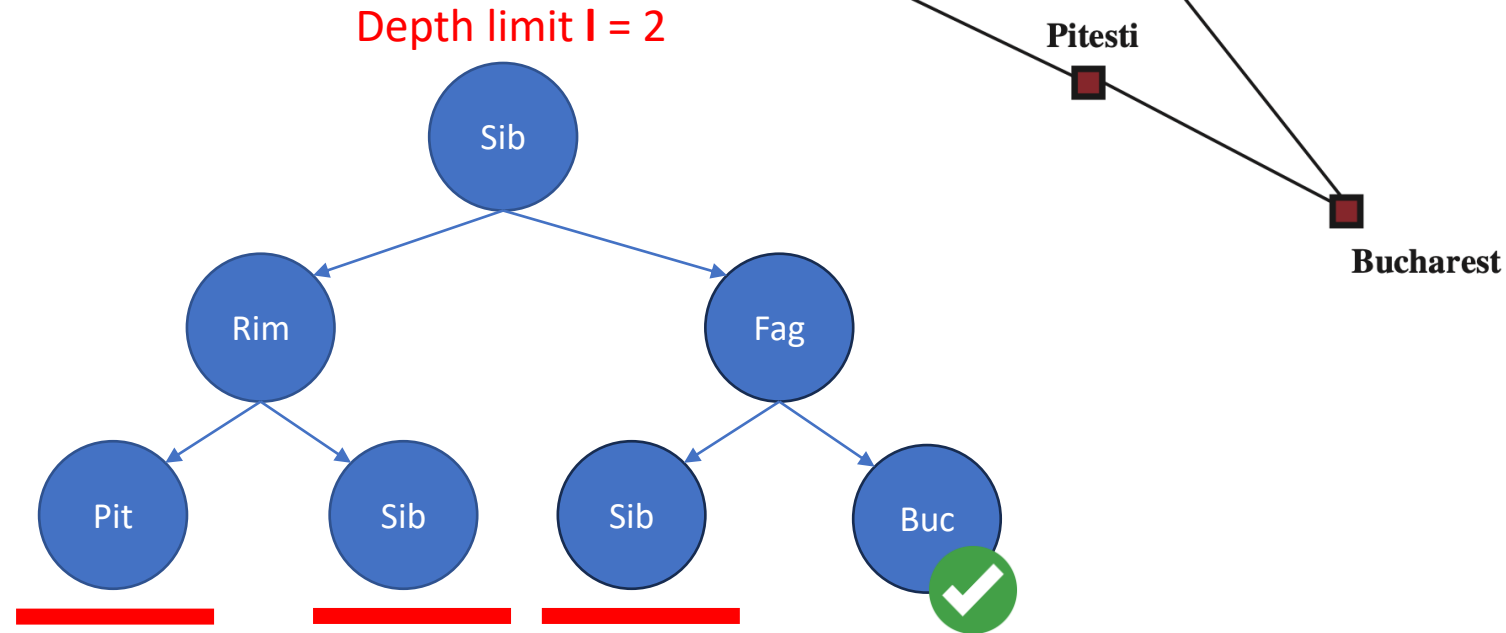 Depth limit l = 2
Pitesti
Bucharest
Sib
Rim
Fag
Pit
Sib
Sib
Buc